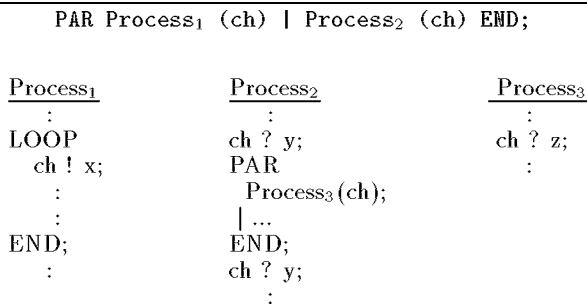 PAR Process₁ (ch) | Process₂ (ch) END;
Process₁
:
LOOP
ch ! x;
:
:
END;
:
Process₂
:
ch ? y;
PAR
Process₃(ch);
| ...
END;
ch ? y;
:
Process₃
:
ch ? z;
: